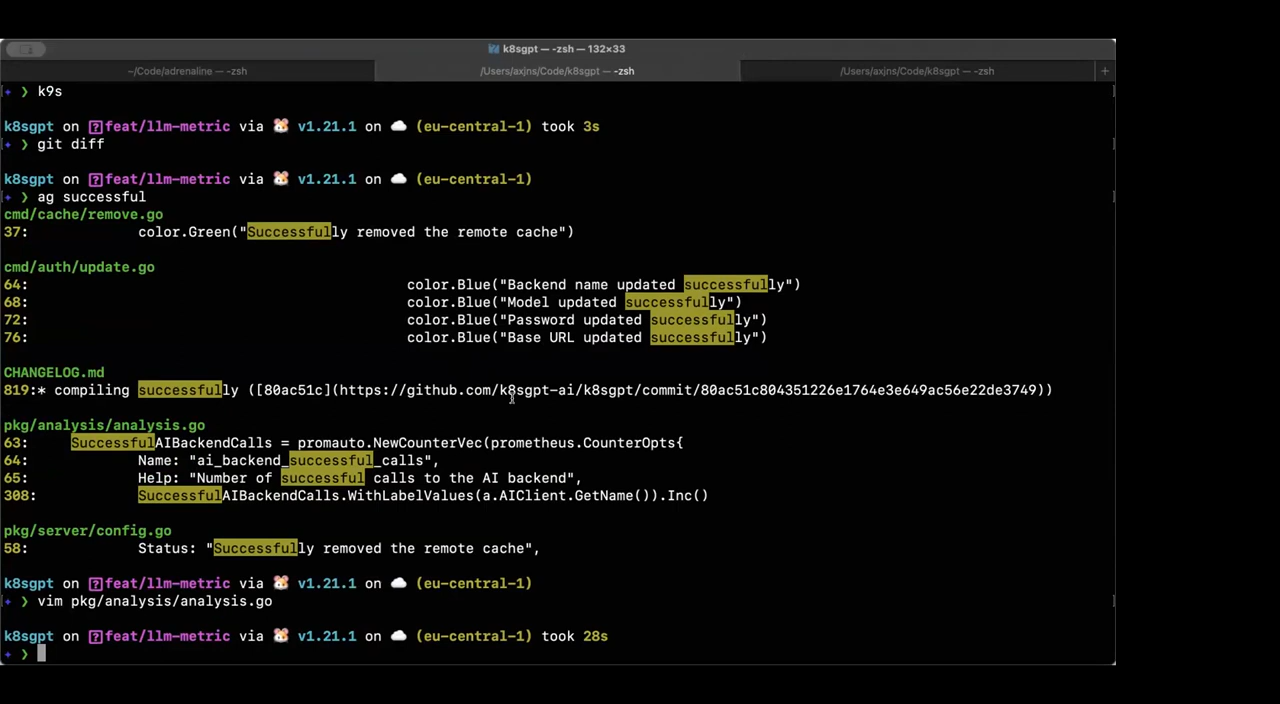 k8sgpt — -zsh — 132×33
~/Code/adrenaline — -zsh
/Users/axjns/Code/k8sgpt — -zsh
/Users/axjns/Code/k8sgpt — -zsh
+
❯ k9s
k8sgpt on feat/llm-metric via 🐹 v1.21.1 on ☁️ (eu-central-1) took 3s
❯ git diff
k8sgpt on feat/llm-metric via 🐹 v1.21.1 on ☁️ (eu-central-1)
❯ ag successful
cmd/cache/remove.go
37: color.Green("Successfully removed the remote cache")
cmd/auth/update.go
64: color.Blue("Backend name updated successfully")
68: color.Blue("Model updated successfully")
72: color.Blue("Password updated successfully")
76: color.Blue("Base URL updated successfully")
CHANGELOG.md
819:* compiling successfully ([80ac51c](https://github.com/k8sgpt-ai/k8sgpt/commit/80ac51c804351226e1764e3e649ac56e22de3749))
pkg/analysis/analysis.go
63: SuccessfulAIBackendCalls = promauto.NewCounterVec(prometheus.CounterOpts{
64: Name: "ai_backend_successful_calls",
65: Help: "Number of successful calls to the AI backend",
308: SuccessfulAIBackendCalls.WithLabelValues(a.AIClient.GetName()).Inc()
pkg/server/config.go
58: Status: "Successfully removed the remote cache",
k8sgpt on feat/llm-metric via 🐹 v1.21.1 on ☁️ (eu-central-1)
❯ vim pkg/analysis/analysis.go
k8sgpt on feat/llm-metric via 🐹 v1.21.1 on ☁️ (eu-central-1) took 28s
❯